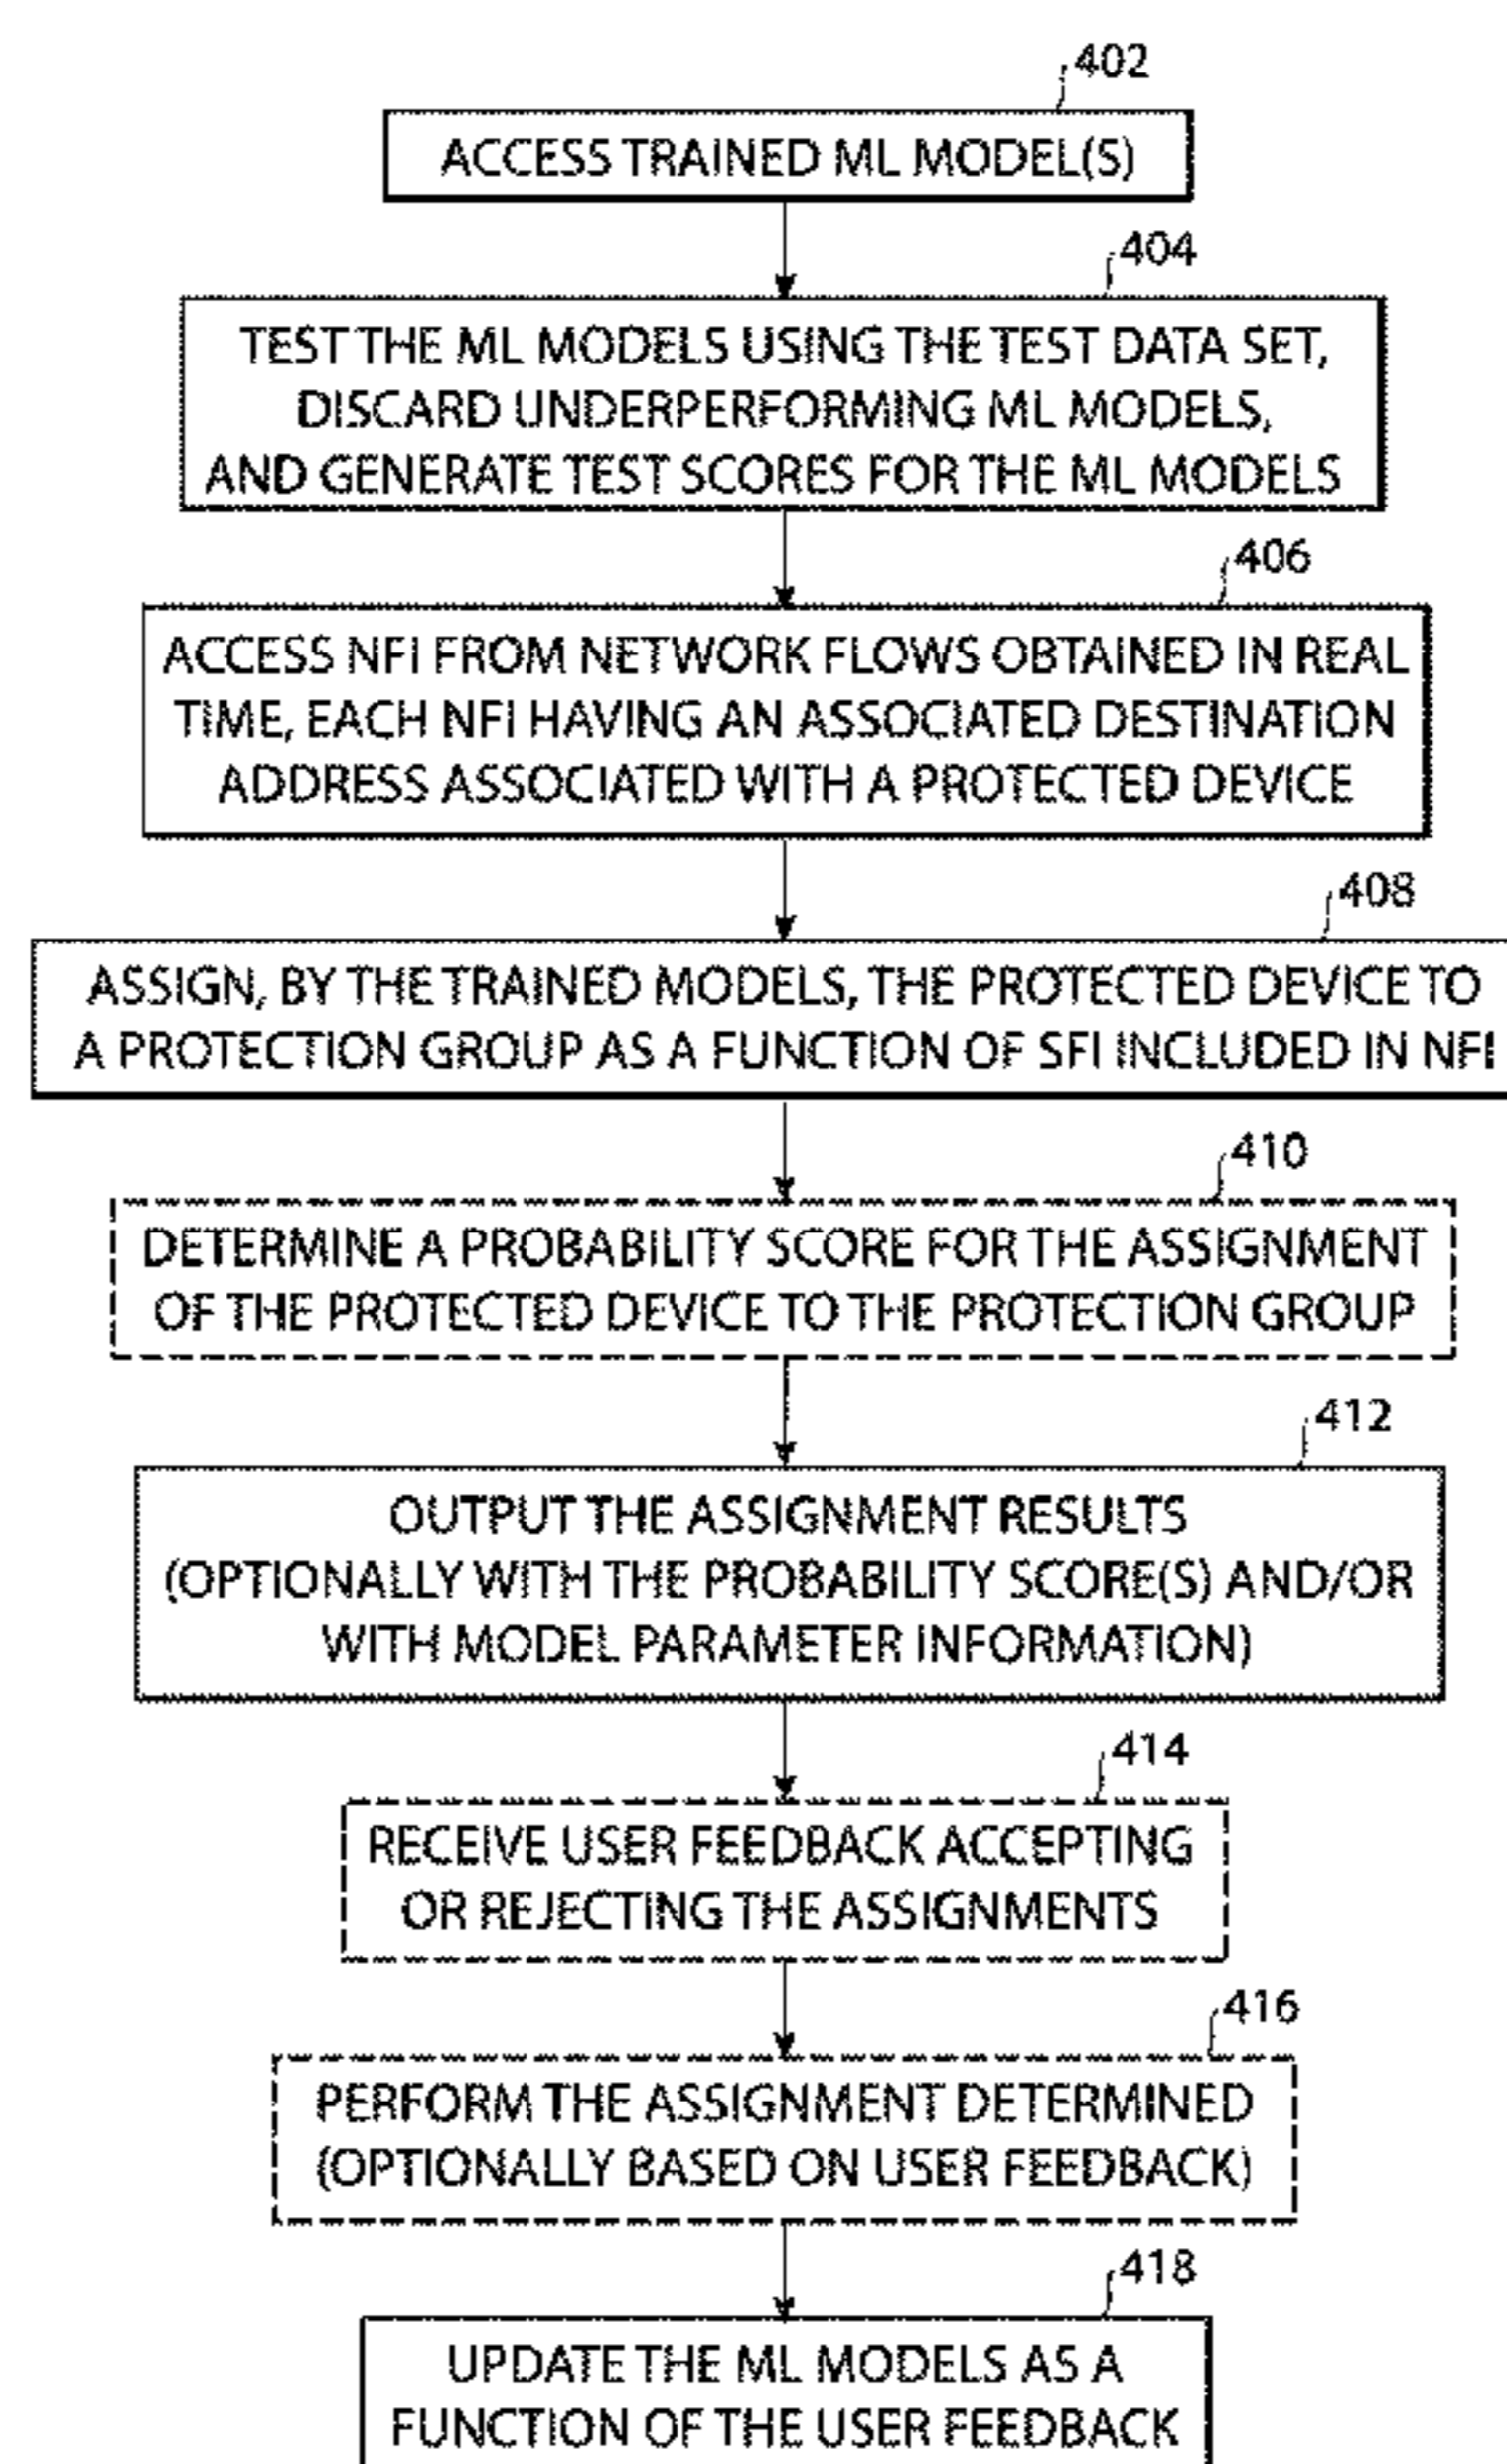 402
ACCESS TRAINED ML MODEL(S)
404
TEST THE ML MODELS USING THE TEST DATA SET,
DISCARD UNDERPERFORMING ML MODELS,
AND GENERATE TEST SCORES FOR THE ML MODELS
406
ACCESS NFI FROM NETWORK FLOWS OBTAINED IN REAL
TIME, EACH NFI HAVING AN ASSOCIATED DESTINATION
ADDRESS ASSOCIATED WITH A PROTECTED DEVICE
408
ASSIGN, BY THE TRAINED MODELS, THE PROTECTED DEVICE TO
A PROTECTION GROUP AS A FUNCTION OF SFI INCLUDED IN NFI
410
DETERMINE A PROBABILITY SCORE FOR THE ASSIGNMENT
OF THE PROTECTED DEVICE TO THE PROTECTION GROUP
412
OUTPUT THE ASSIGNMENT RESULTS
(OPTIONALLY WITH THE PROBABILITY SCORE(S) AND/OR
WITH MODEL PARAMETER INFORMATION)
414
RECEIVE USER FEEDBACK ACCEPTING
OR REJECTING THE ASSIGNMENTS
416
PERFORM THE ASSIGNMENT DETERMINED
(OPTIONALLY BASED ON USER FEEDBACK)
418
UPDATE THE ML MODELS AS A
FUNCTION OF THE USER FEEDBACK